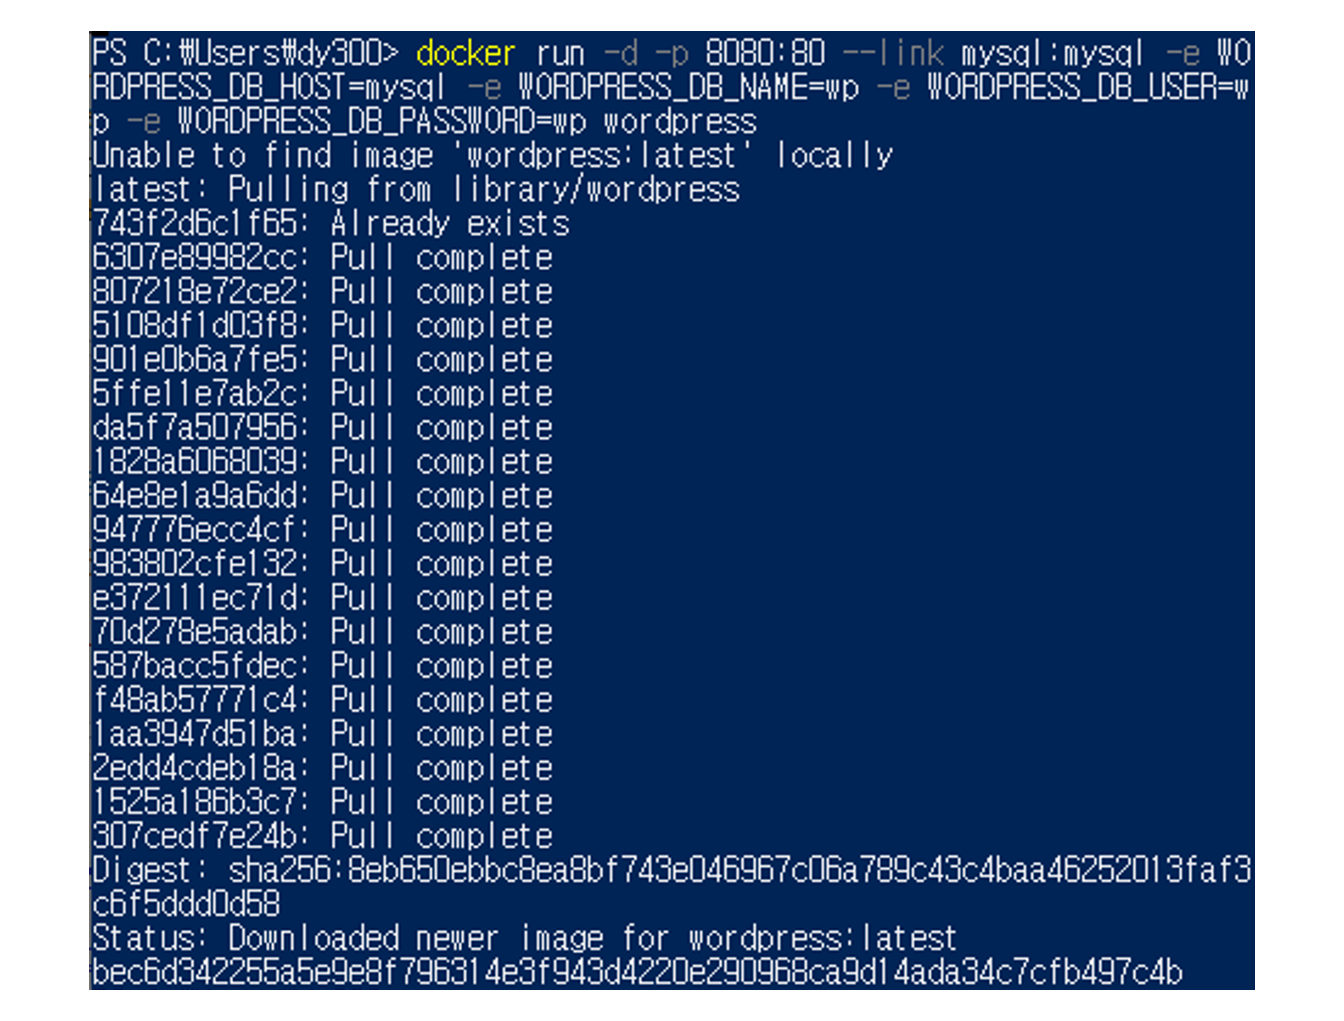 PS C:₩Users₩dy300> docker run -d -p 8080:80 --link mysql:mysql -e WO
RDPRESS_DB_HOST=mysql -e WORDPRESS_DB_NAME=wp -e WORDPRESS_DB_USER=w
p -e WORDPRESS_DB_PASSWORD=wp wordpress
Unable to find image 'wordpress:latest' locally
latest: Pulling from library/wordpress
743f2d6c1f65: Already exists
6307e89982cc: Pull complete
807218e72ce2: Pull complete
5108df1d03f8: Pull complete
901e0b6a7fe5: Pull complete
5ffe11e7ab2c: Pull complete
da5f7a507956: Pull complete
1828a6068039: Pull complete
64e8e1a9a6dd: Pull complete
947776ecc4cf: Pull complete
983802cfe132: Pull complete
e372111ec71d: Pull complete
70d278e5adab: Pull complete
587bacc5fdec: Pull complete
f48ab57771c4: Pull complete
1aa3947d51ba: Pull complete
2edd4cdeb18a: Pull complete
1525a186b3c7: Pull complete
307cedf7e24b: Pull complete
Digest: sha256:8eb650ebbc8ea8bf743e046967c06a789c43c4baa46252013faf3
c6f5ddd0d58
Status: Downloaded newer image for wordpress:latest
bec6d342255a5e9e8f796314e3f943d4220e290968ca9d14ada34c7cfb497c4b